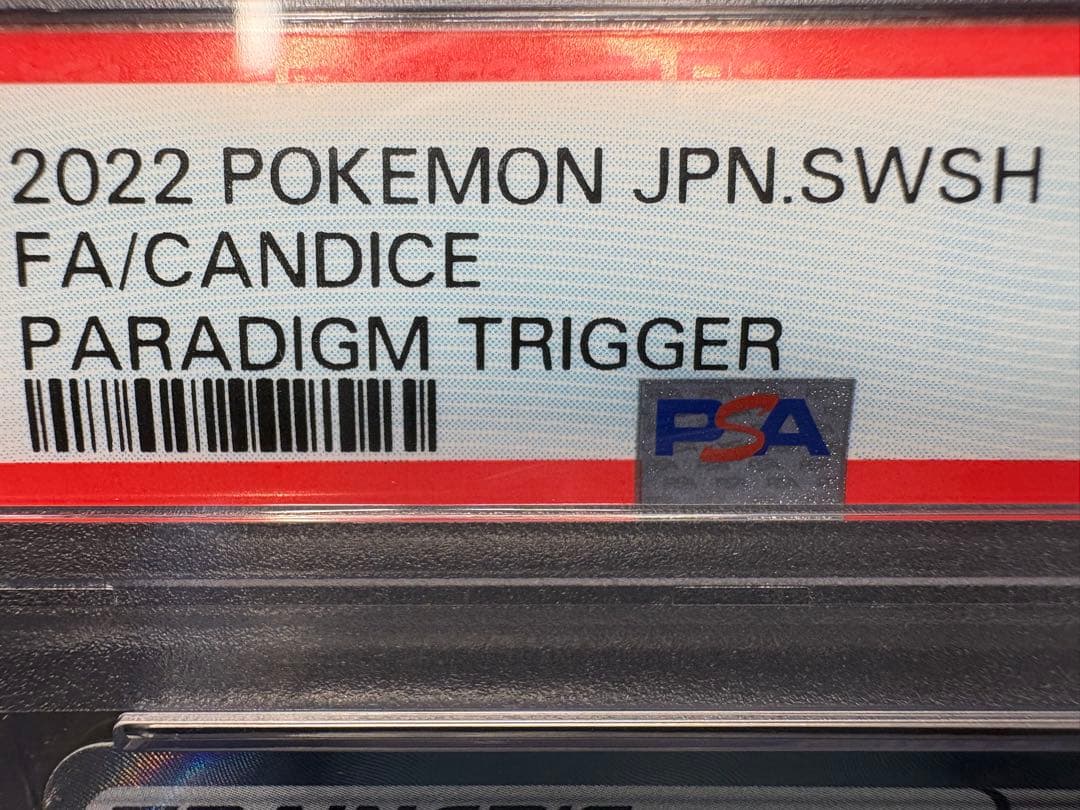 2022 POKEMON JPN.SWSH
FA/CANDICE
PARADIGM TRIGGER
PSA